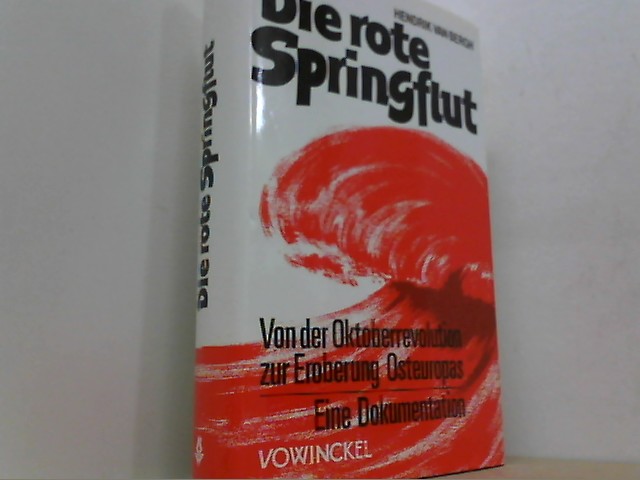 HENDRIK VAN BERGH
Die rote
Springflut
Von der Oktoberrevolution
zur Eroberung Osteuropas
Eine Dokumentation
VOWINCKEL
Die rote Springflut